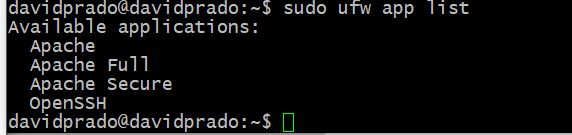 davidprado@davidprado:~$ sudo ufw app list
Available applications:
  Apache
  Apache Full
  Apache Secure
  OpenSSH
davidprado@davidprado:~$